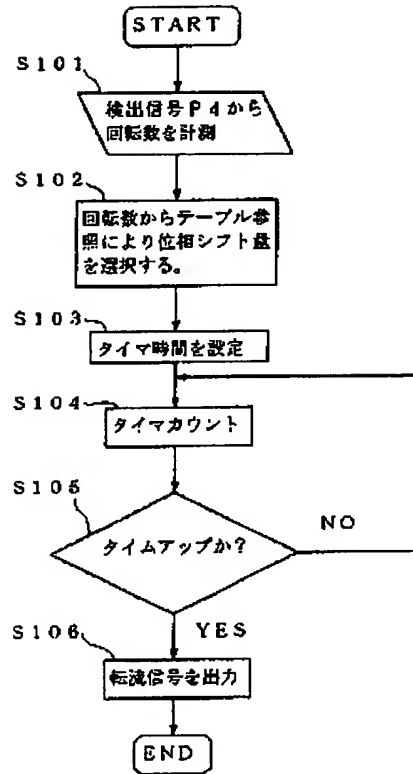 START
S101
検出信号P4から
回転数を計測
S102
回転数からテーブル参
照により位相シフト量
を選択する。
S103
タイマ時間を設定
S104
タイマカウント
S105
タイムアップか?
NO
YES
S106
転流信号を出力
END